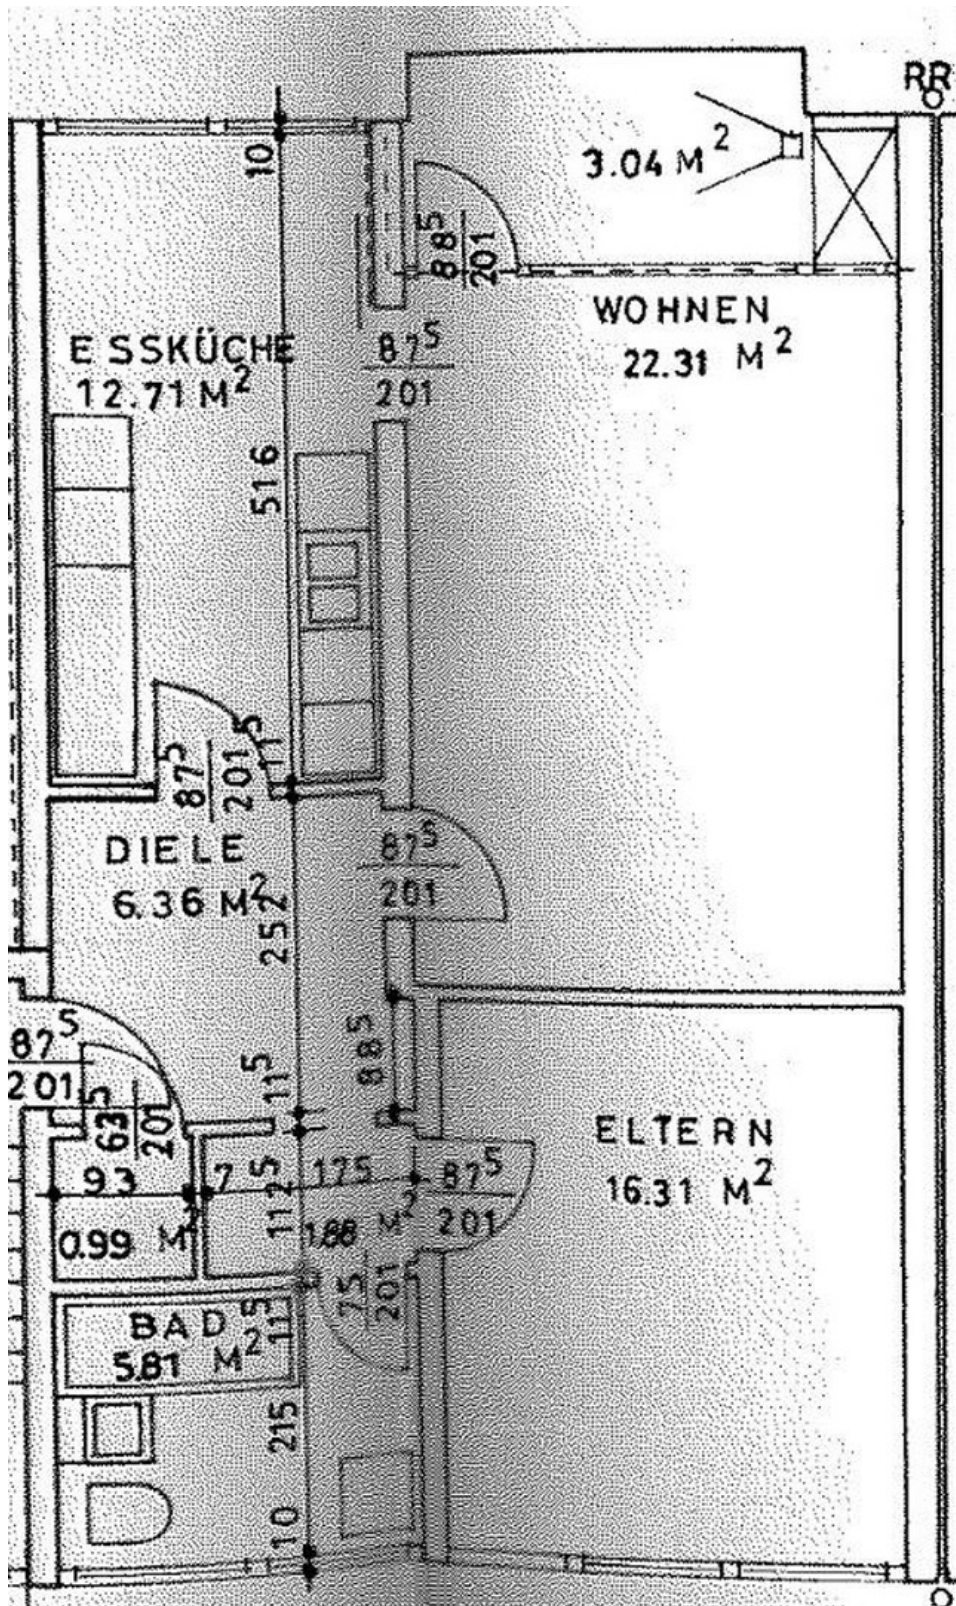 RR
3.04 M²
10
88⁵
201
WOHNEN
22.31 M²
ESSKÜCHE
12.71 M²
87⁵
201
516
87⁵
201
11⁵
DIELE
6.36 M²
87⁵
201
252
88⁵
87⁵
201
63⁵
201
11⁵
ELTERN
16.31 M²
93
7
112⁵
175
87⁵
201
0.99 M²
1.88 M²
75
201
BAD
5.81 M²
11⁵
215
10